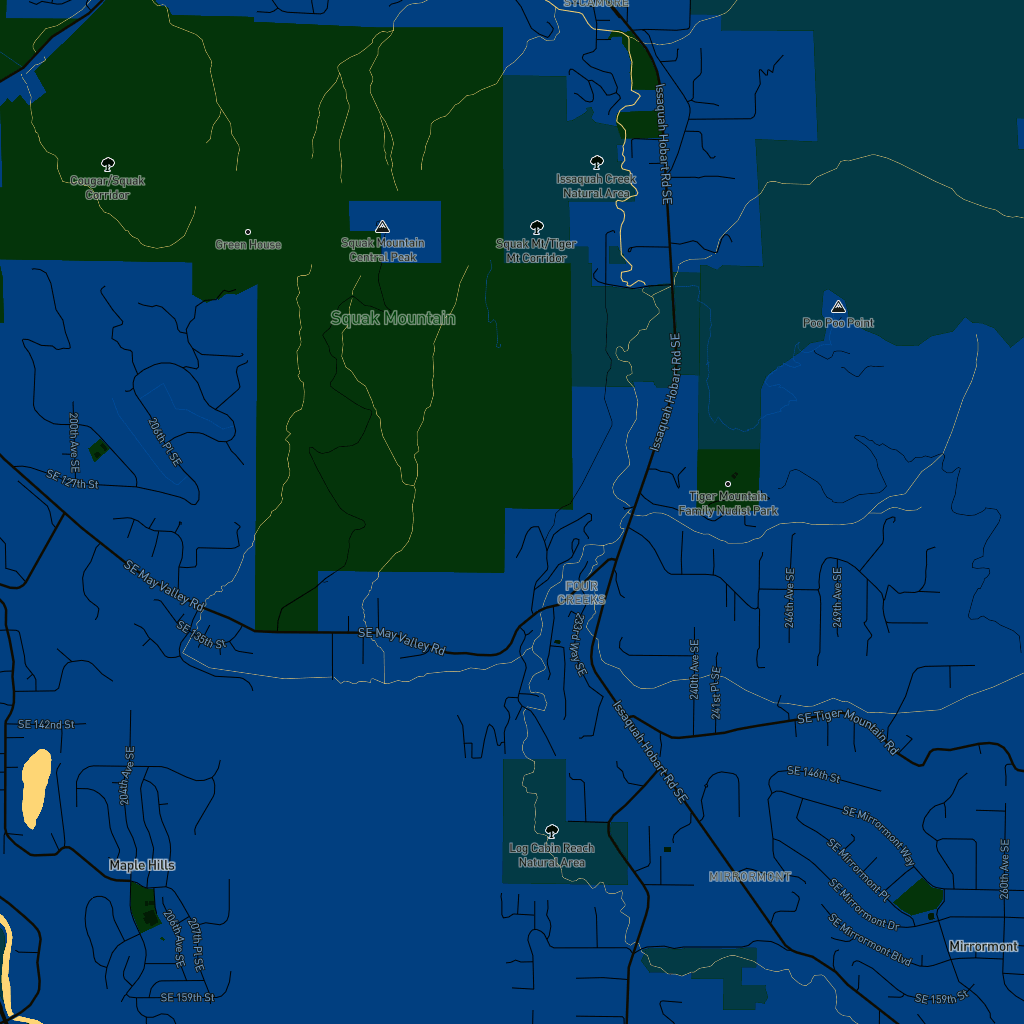 SYCAMORE
Issaquah Hobart Rd SE
Cougar/Squak
Corridor
Issaquah Creek
Natural Area
Green House
Squak Mountain
Central Peak
Squak Mt/Tiger
Mt Corridor
Squak Mountain
Poo Poo Point
Issaquah Hobart Rd SE
200th Ave SE
206th Pl SE
SE 127th St
Tiger Mountain
Family Nudist Park
SE May Valley Rd
FOUR
CREEKS
246th Ave SE
249th Ave SE
SE 135th St
SE May Valley Rd
233rd Way SE
240th Ave SE
241st Pl SE
SE 142nd St
Issaquah Hobart Rd SE
SE Tiger Mountain Rd
204th Ave SE
SE 146th St
SE Mirrormont Way
Log Cabin Reach
Natural Area
Maple Hills
MIRRORMONT
SE Mirrormont Pl
260th Ave SE
SE Mirrormont Dr
206th Ave SE
207th Pl SE
SE Mirrormont Blvd
Mirrormont
SE 159th St
SE 159th St